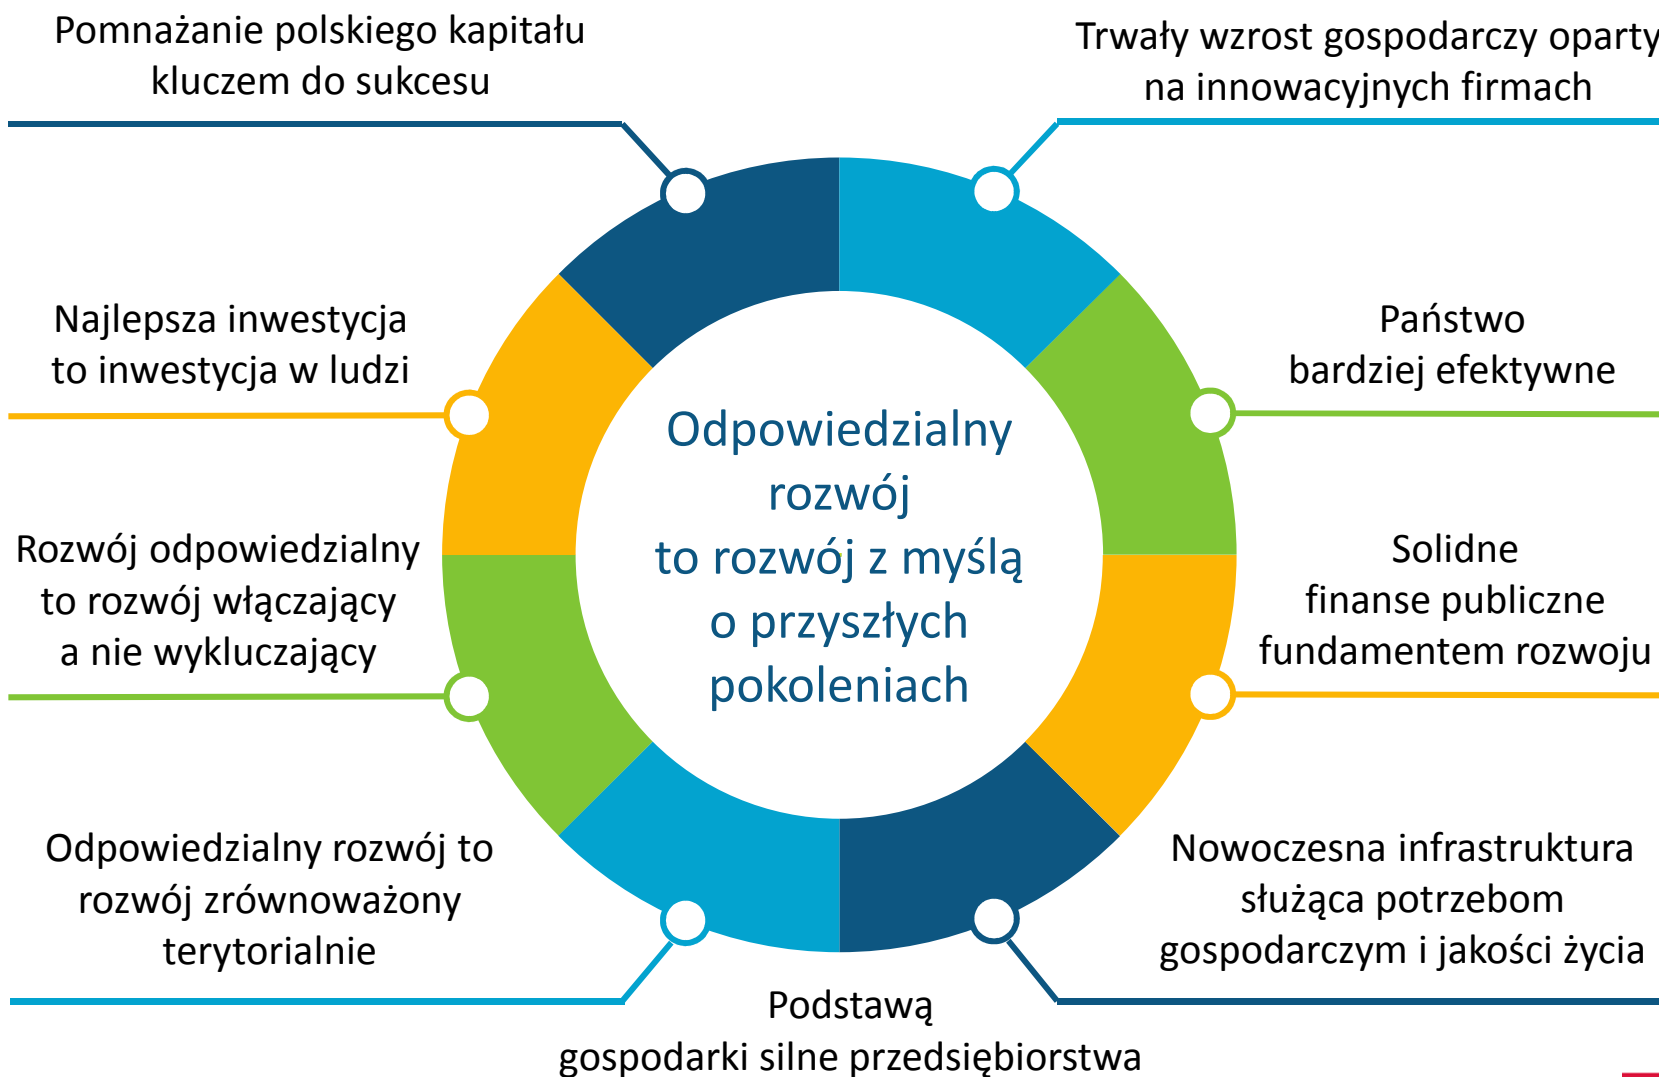 Pomnażanie polskiego kapitału
kluczem do sukcesu
Trwały wzrost gospodarczy oparty
na innowacyjnych firmach
Najlepsza inwestycja
to inwestycja w ludzi
Państwo
bardziej efektywne
Odpowiedzialny
rozwój
to rozwój z myślą
o przyszłych
pokoleniach
Rozwój odpowiedzialny
to rozwój włączający
a nie wykluczający
Solidne
finanse publiczne
fundamentem rozwoju
Odpowiedzialny rozwój to
rozwój zrównoważony
terytorialnie
Nowoczesna infrastruktura
służąca potrzebom
gospodarczym i jakości życia
Podstawą
gospodarki silne przedsiębiorstwa